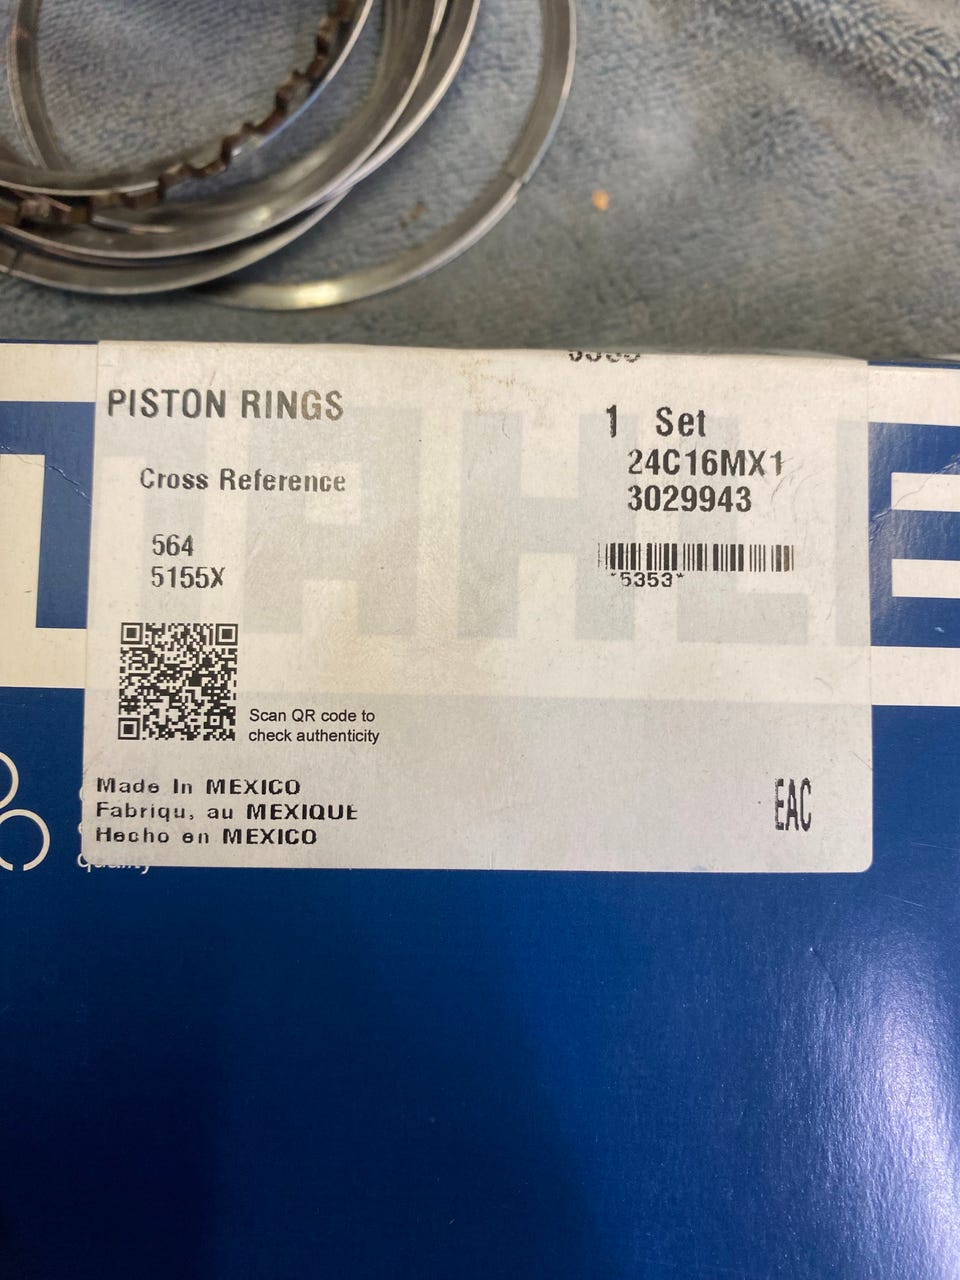 PISTON RINGS
1 Set
24C16MX1
3029943
Cross Reference
564
5155X
*5353*
Scan QR code to
check authenticity
Made In MEXICO
Fabriqu, au MEXIQUE
Hecho en MEXICO
EAC
quality